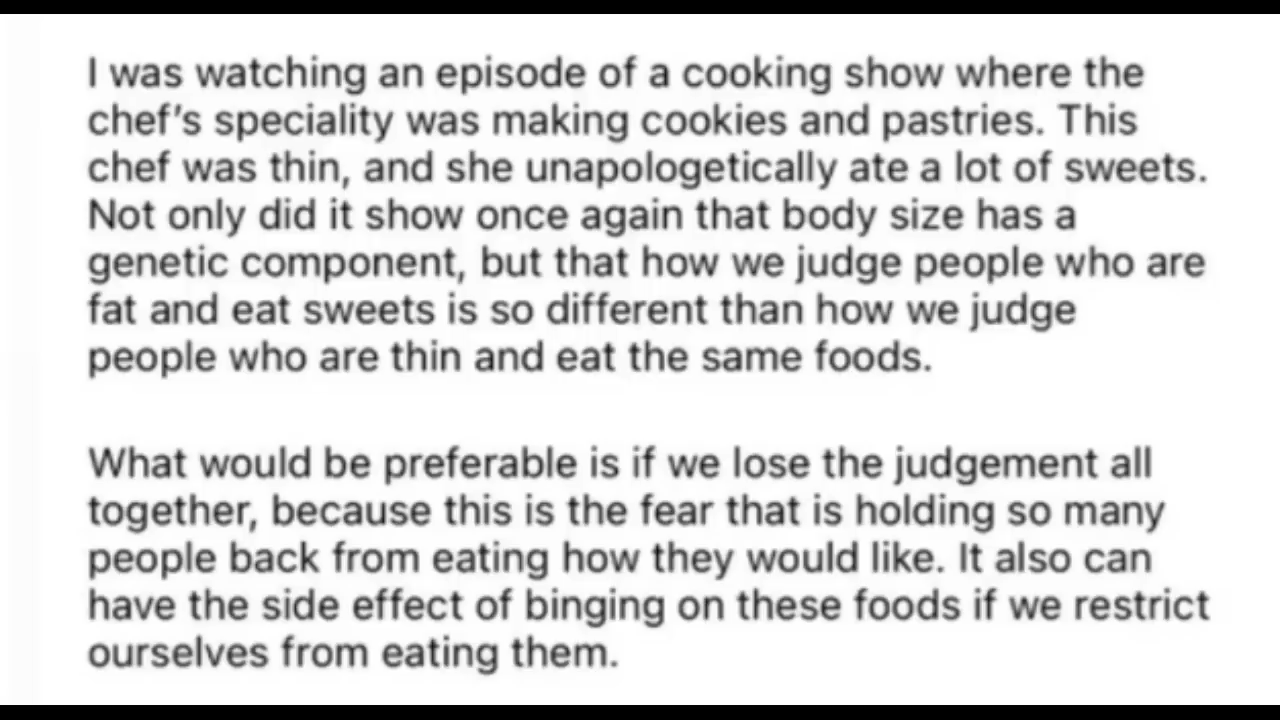 I was watching an episode of a cooking show where the
chef's speciality was making cookies and pastries. This
chef was thin, and she unapologetically ate a lot of sweets.
Not only did it show once again that body size has a
genetic component, but that how we judge people who are
fat and eat sweets is so different than how we judge
people who are thin and eat the same foods.
What would be preferable is if we lose the judgement all
together, because this is the fear that is holding so many
people back from eating how they would like. It also can
have the side effect of binging on these foods if we restrict
ourselves from eating them.